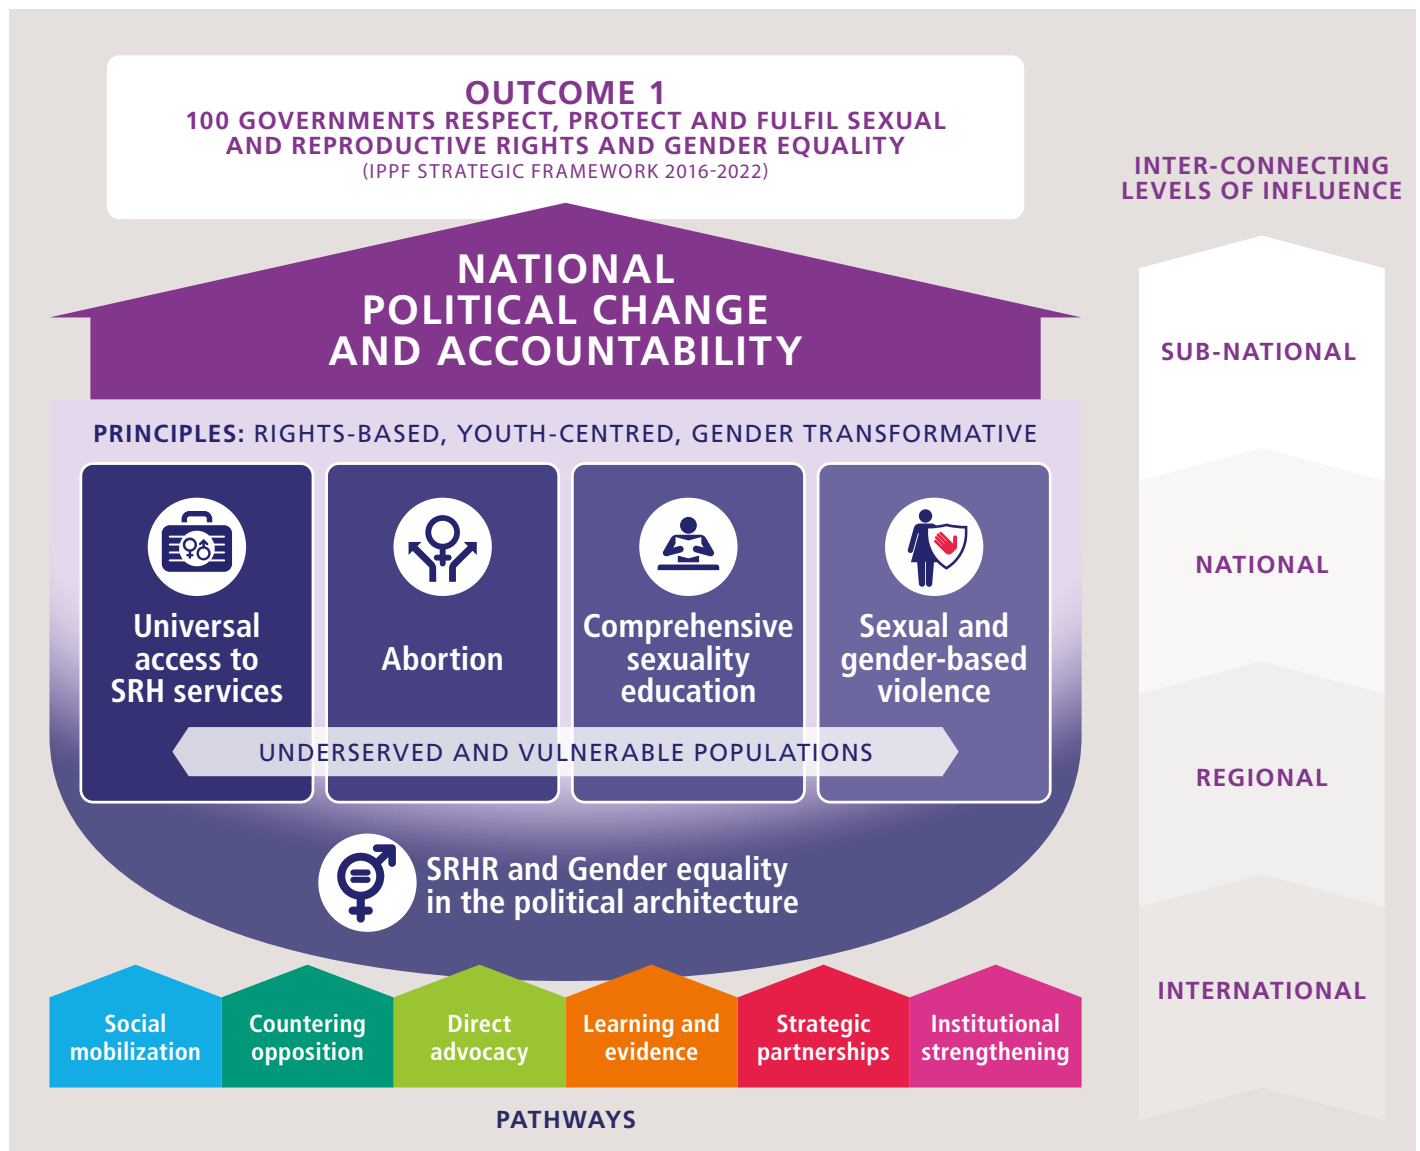 OUTCOME 1
100 GOVERNMENTS RESPECT, PROTECT AND FULFIL SEXUAL
AND REPRODUCTIVE RIGHTS AND GENDER EQUALITY
(IPPF STRATEGIC FRAMEWORK 2016-2022)
NATIONAL
POLITICAL CHANGE
AND ACCOUNTABILITY
PRINCIPLES: RIGHTS-BASED, YOUTH-CENTRED, GENDER TRANSFORMATIVE
Universal
access to
SRH services
Abortion
Comprehensive
sexuality
education
Sexual and
gender-based
violence
UNDERSERVED AND VULNERABLE POPULATIONS
SRHR and Gender equality
in the political architecture
Social
mobilization
Countering
opposition
Direct
advocacy
Learning and
evidence
Strategic
partnerships
Institutional
strengthening
PATHWAYS
INTER-CONNECTING
LEVELS OF INFLUENCE
SUB-NATIONAL
NATIONAL
REGIONAL
INTERNATIONAL